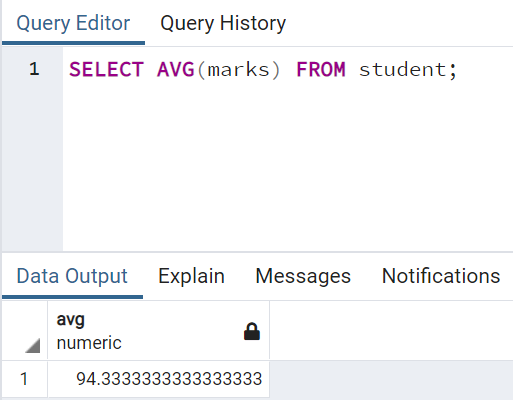 Query Editor Query History
1 SELECT AVG(marks) FROM student;
Data Output Explain Messages Notifications
avg
numeric
1 94.3333333333333333